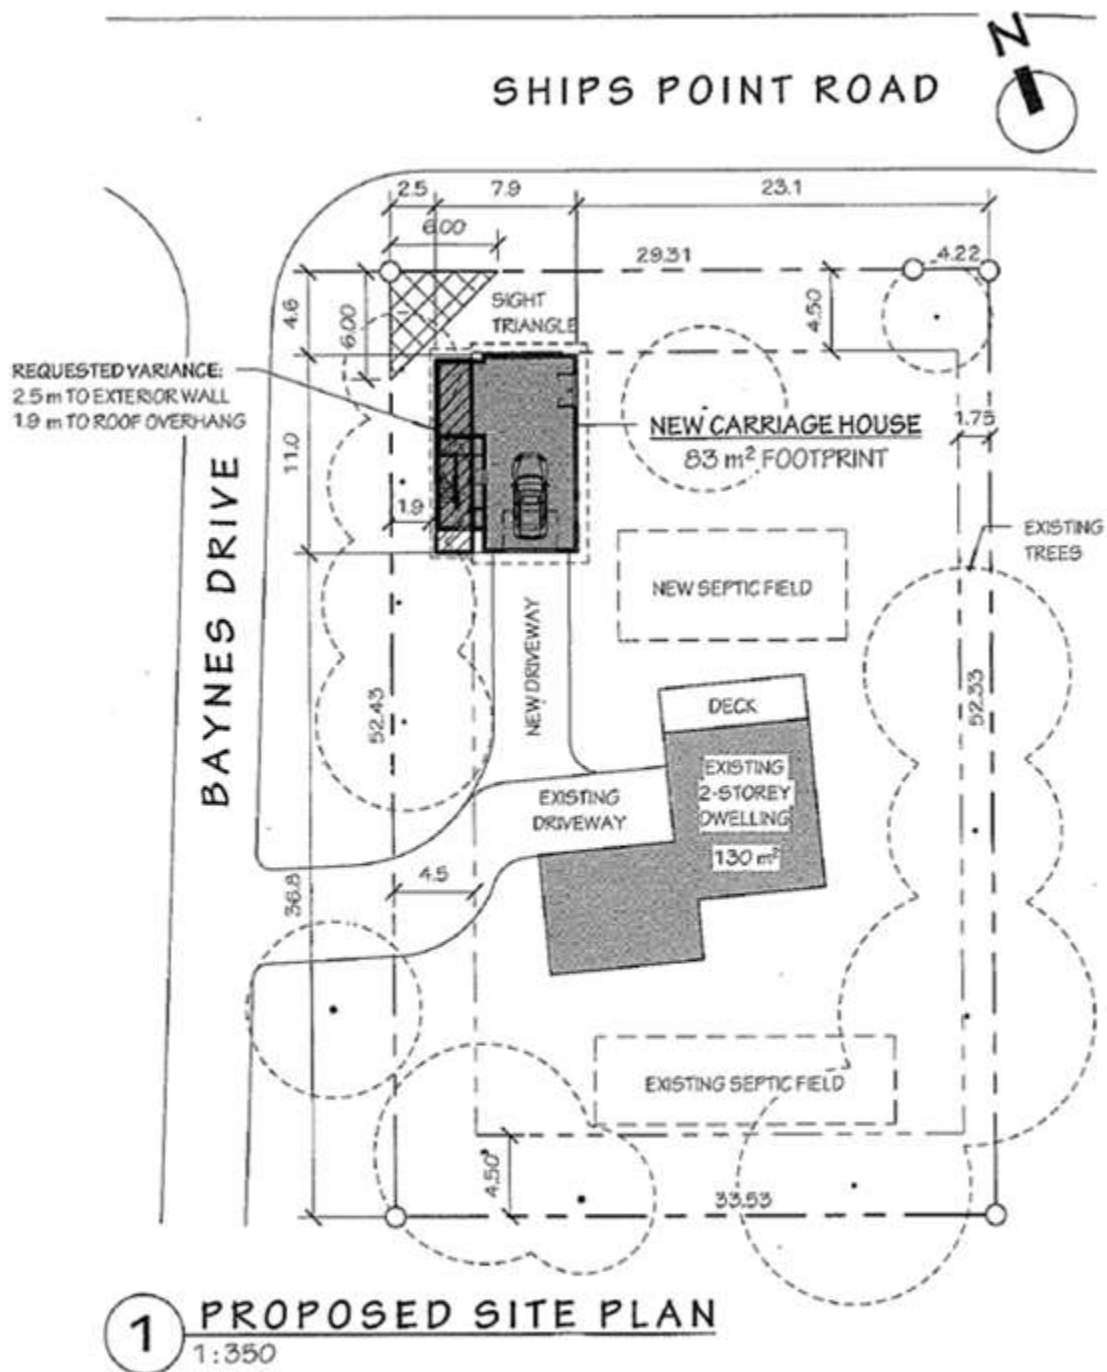 N
SHIPS POINT ROAD
2.5
7.9
23.1
6.00
29.31
4.22
4.6
6.00
SIGHT
TRIANGLE
4.50
REQUESTED VARIANCE:
2.5 m TO EXTERIOR WALL
1.9 m TO ROOF OVERHANG
NEW CARRIAGE HOUSE
83 m² FOOTPRINT
1.75
11.0
1.9
EXISTING
TREES
BAYNES DRIVE
NEW SEPTIC FIELD
NEW DRIVEWAY
52.43
52.33
DECK
EXISTING
2-STOREY
DWELLING
130 m²
EXISTING
DRIVEWAY
4.5
36.8
EXISTING SEPTIC FIELD
4.50
33.53
1 PROPOSED SITE PLAN
1:350